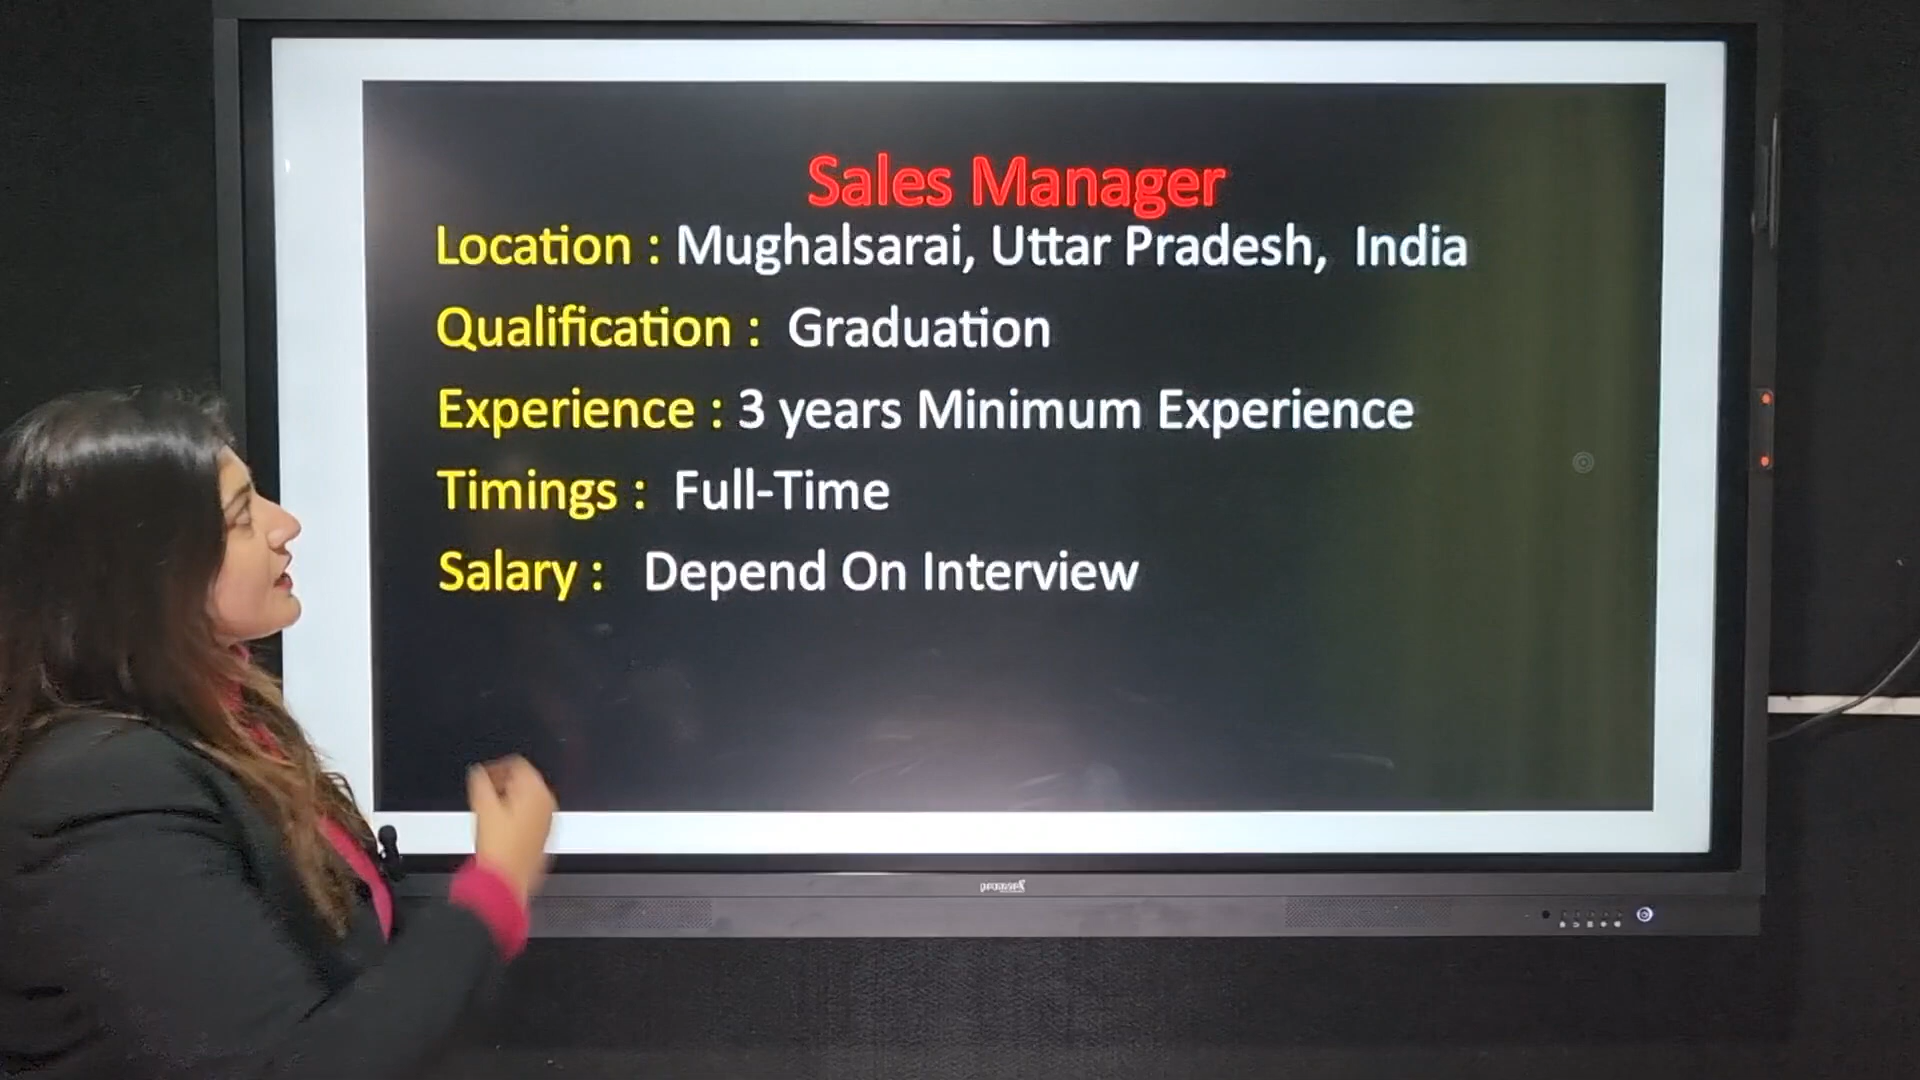 Sales Manager
Location : Mughalsarai, Uttar Pradesh, India
Qualification : Graduation
Experience : 3 years Minimum Experience
Timings : Full-Time
Salary : Depend On Interview